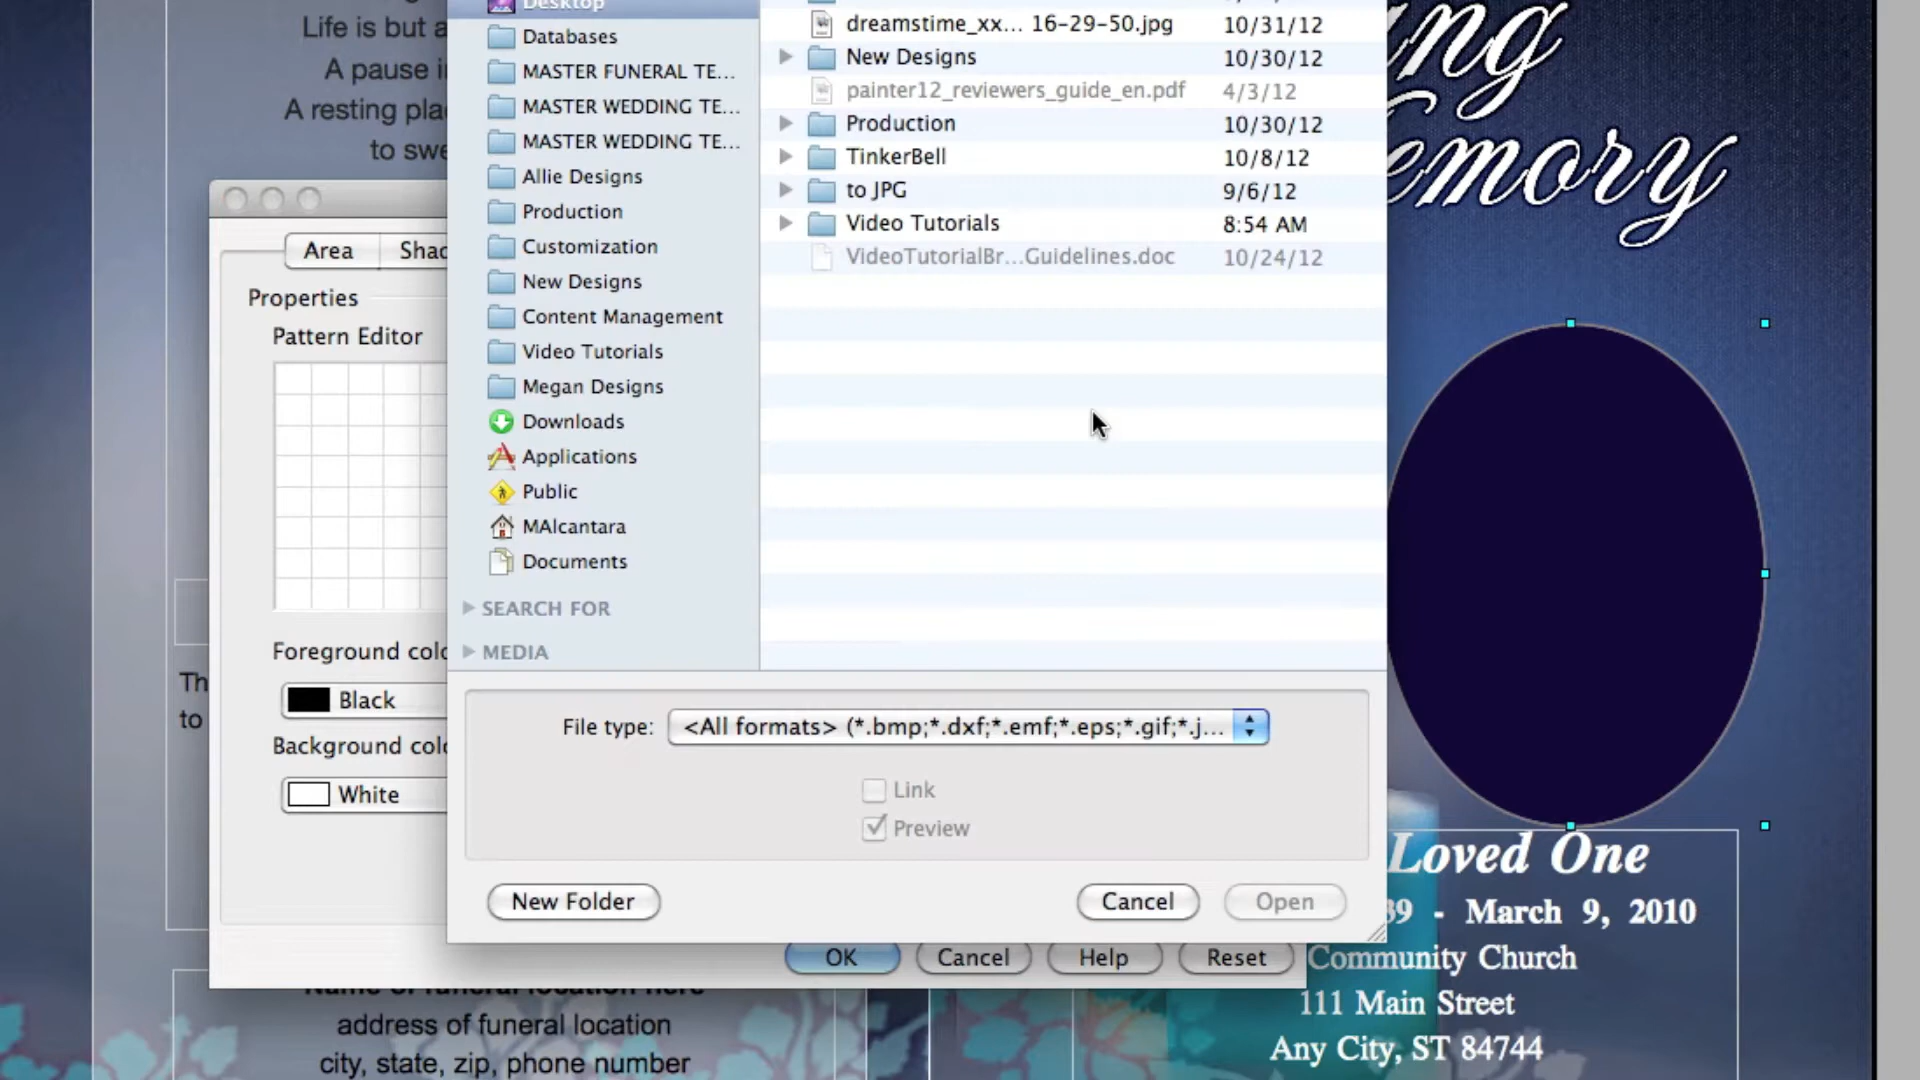 Desktop
Databases
MASTER FUNERAL TE...
MASTER WEDDING TE...
MASTER WEDDING TE...
Allie Designs
Production
Customization
New Designs
Content Management
Video Tutorials
Megan Designs
Downloads
Applications
Public
MAlcantara
Documents
SEARCH FOR
MEDIA
dreamstime_xx... 16-29-50.jpg 10/31/12
New Designs 10/30/12
painter12_reviewers_guide_en.pdf 4/3/12
Production 10/30/12
TinkerBell 10/8/12
to JPG 9/6/12
Video Tutorials 8:54 AM
VideoTutorialBr...Guidelines.doc 10/24/12
File type: <All formats> (*.bmp;*.dxf;*.emf;*.eps;*.gif;*.j...
Link
Preview
New Folder Cancel Open
Life is but a
A pause i
A resting pla
to swe
Area Shad
Properties
Pattern Editor
Foreground colo
Black
Background colo
White
OK Cancel Help Reset
Th
to
Name of funeral location here
address of funeral location
city, state, zip, phone number
ng
emory
Loved One
39 - March 9, 2010
Community Church
111 Main Street
Any City, ST 84744